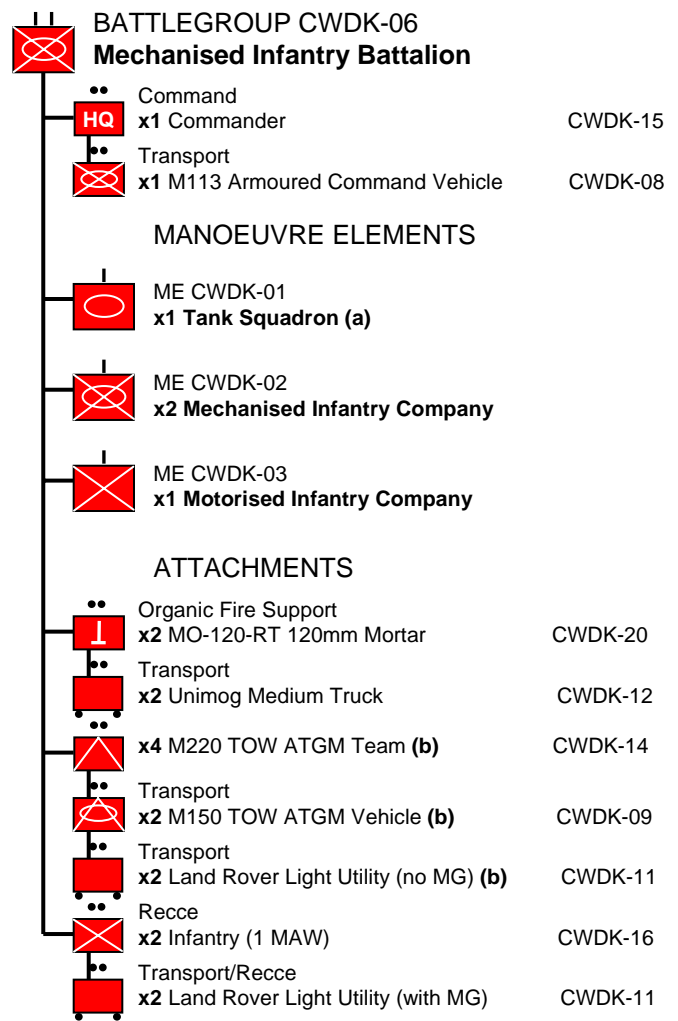 BATTLEGROUP CWDK-06
Mechanised Infantry Battalion
Command
HQ x1 Commander CWDK-15
Transport
x1 M113 Armoured Command Vehicle CWDK-08
MANOEUVRE ELEMENTS
ME CWDK-01
x1 Tank Squadron (a)
ME CWDK-02
x2 Mechanised Infantry Company
ME CWDK-03
x1 Motorised Infantry Company
ATTACHMENTS
Organic Fire Support
x2 MO-120-RT 120mm Mortar CWDK-20
Transport
x2 Unimog Medium Truck CWDK-12
x4 M220 TOW ATGM Team (b) CWDK-14
Transport
x2 M150 TOW ATGM Vehicle (b) CWDK-09
Transport
x2 Land Rover Light Utility (no MG) (b) CWDK-11
Recce
x2 Infantry (1 MAW) CWDK-16
Transport/Recce
x2 Land Rover Light Utility (with MG) CWDK-11